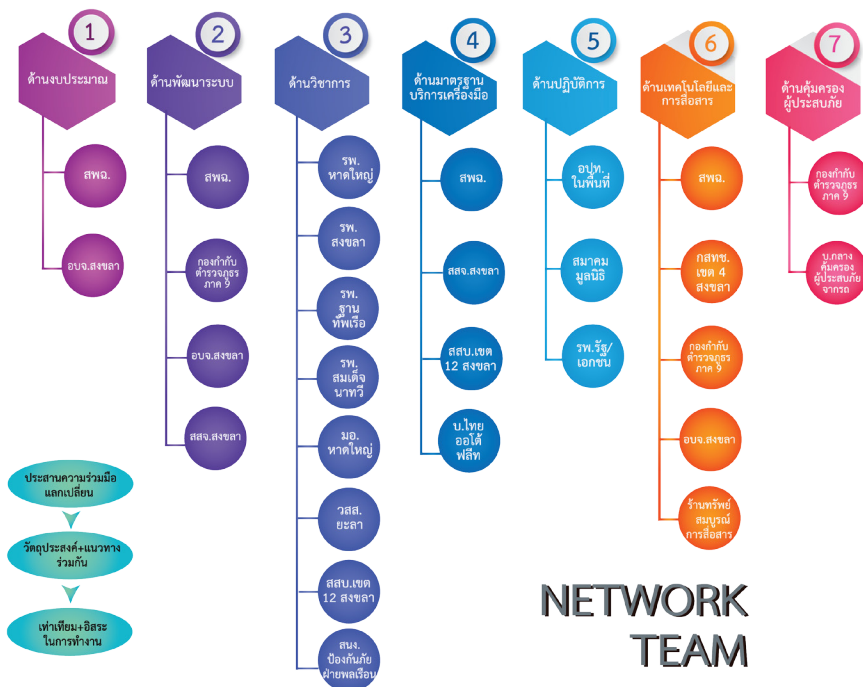 1
ด้านงบประมาณ
สพฉ.
อบจ.สงขลา
2
ด้านพัฒนาระบบ
สพฉ.
กองกำกับ
ตำรวจภูธร
ภาค 9
อบจ.สงขลา
สสจ.สงขลา
3
ด้านวิชาการ
รพ.
หาดใหญ่
รพ.
สงขลา
รพ.
ฐาน
ทัพเรือ
รพ.
สมเด็จ
นาทวี
มอ.
หาดใหญ่
วสส.
ยะลา
สสบ.เขต
12 สงขลา
สนง.
ป้องกันภัย
ฝ่ายพลเรือน
4
ด้านมาตรฐาน
บริการเครื่องมือ
สพฉ.
สสจ.สงขลา
สสบ.เขต
12 สงขลา
บ.ไทย
ออโต้
ฟลีท
5
ด้านปฏิบัติการ
อปท.
ในพื้นที่
สมาคม
มูลนิธิ
รพ.รัฐ/
เอกชน
6
ด้านเทคโนโลยีและ
การสื่อสาร
สพฉ.
กสทช.
เขต 4
สงขลา
กองกำกับ
ตำรวจภูธร
ภาค 9
อบจ.สงขลา
ร้านทรัพย์
สมบูรณ์
การสื่อสาร
7
ด้านคุ้มครอง
ผู้ประสบภัย
กองกำกับ
ตำรวจภูธร
ภาค 9
บ.กลาง
คุ้มครอง
ผู้ประสบภัย
จากรถ
ประสานความร่วมมือ
แลกเปลี่ยน
วัตถุประสงค์+แนวทาง
ร่วมกัน
เท่าเทียม+อิสระ
ในการทำงาน
NETWORK
TEAM